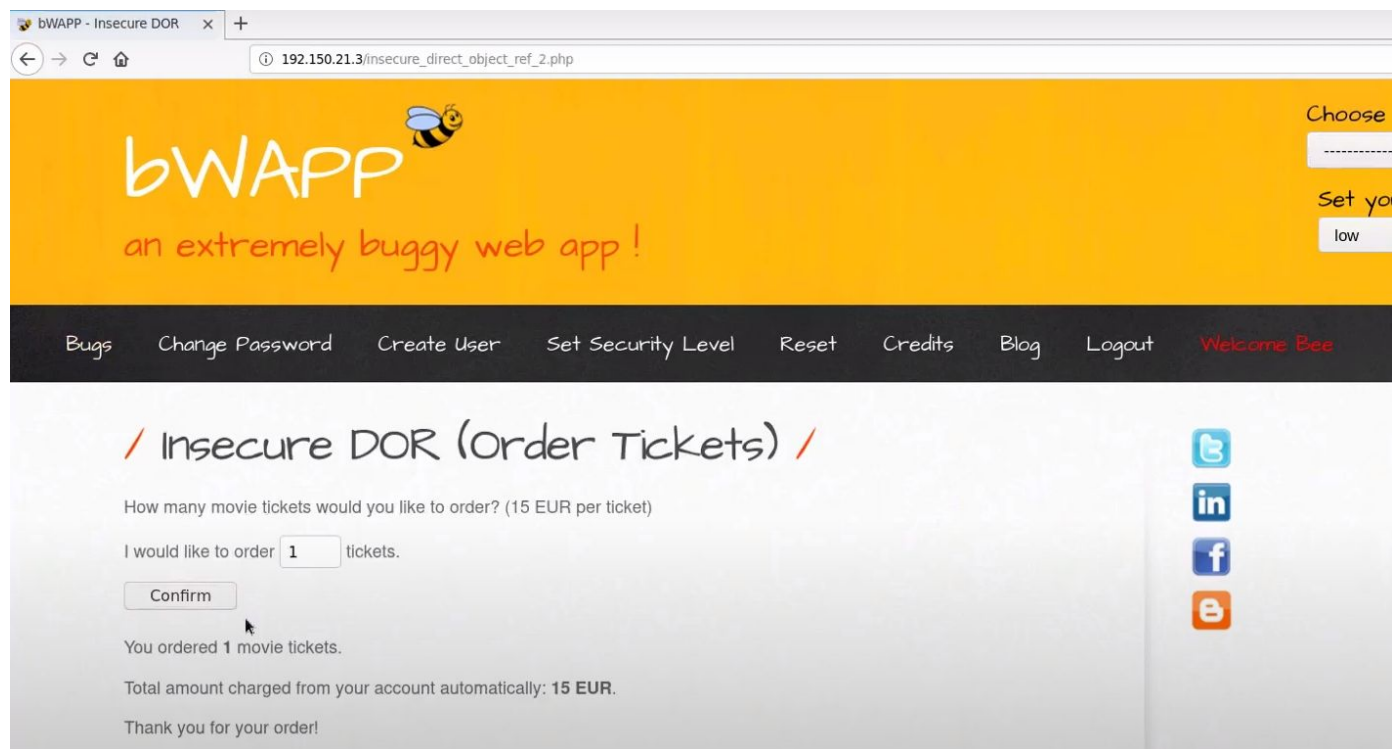 bWAPP - Insecure DOR
192.150.21.3/insecure_direct_object_ref_2.php
bWAPP
an extremely buggy web app !
Choose
------------
Set you
low
Bugs Change Password Create User Set Security Level Reset Credits Blog Logout Welcome Bee
/ Insecure DOR (Order Tickets) /
How many movie tickets would you like to order? (15 EUR per ticket)
I would like to order 1 tickets.
Confirm
You ordered 1 movie tickets.
Total amount charged from your account automatically: 15 EUR.
Thank you for your order!